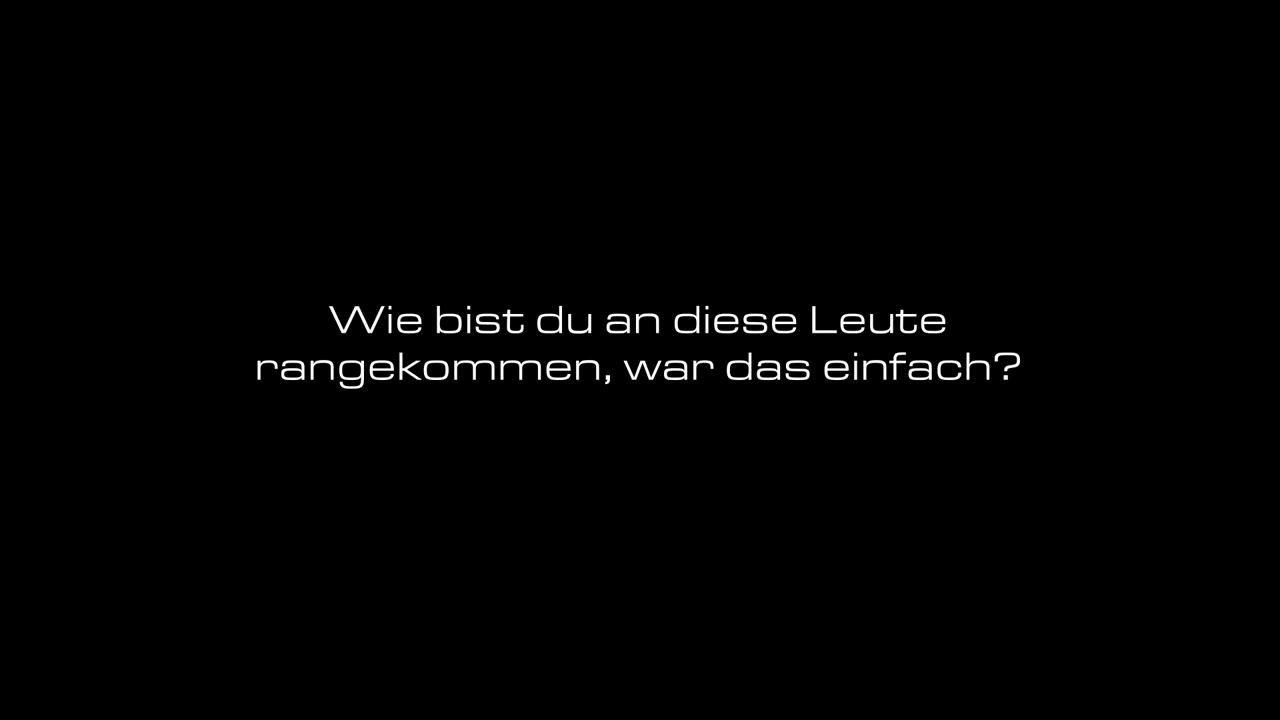 Wie bist du an diese Leute
rangekommen, war das einfach?